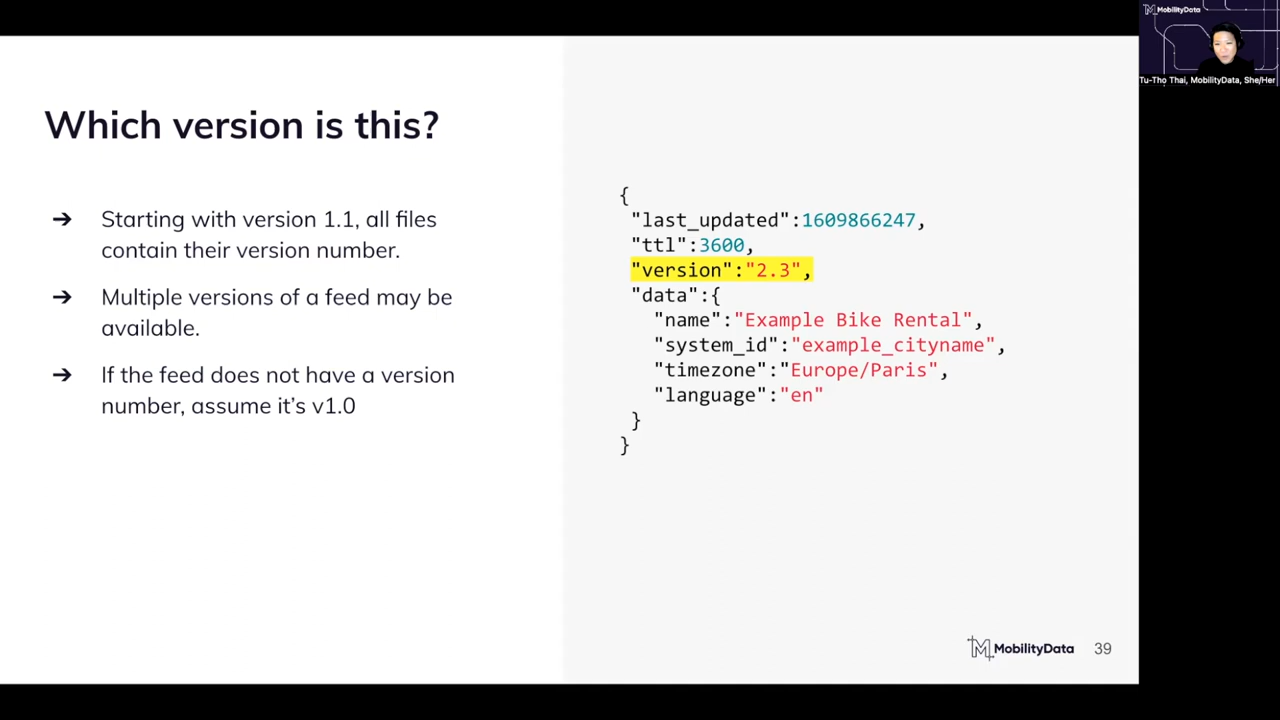 MobilityData
Tu-Tho Thai, MobilityData, She/Her
Which version is this?
➔ Starting with version 1.1, all files
contain their version number.
➔ Multiple versions of a feed may be
available.
➔ If the feed does not have a version
number, assume it’s v1.0
{
"last_updated":1609866247,
"ttl":3600,
"version":"2.3",
"data":{
"name":"Example Bike Rental",
"system_id":"example_cityname",
"timezone":"Europe/Paris",
"language":"en"
}
}
MobilityData 39